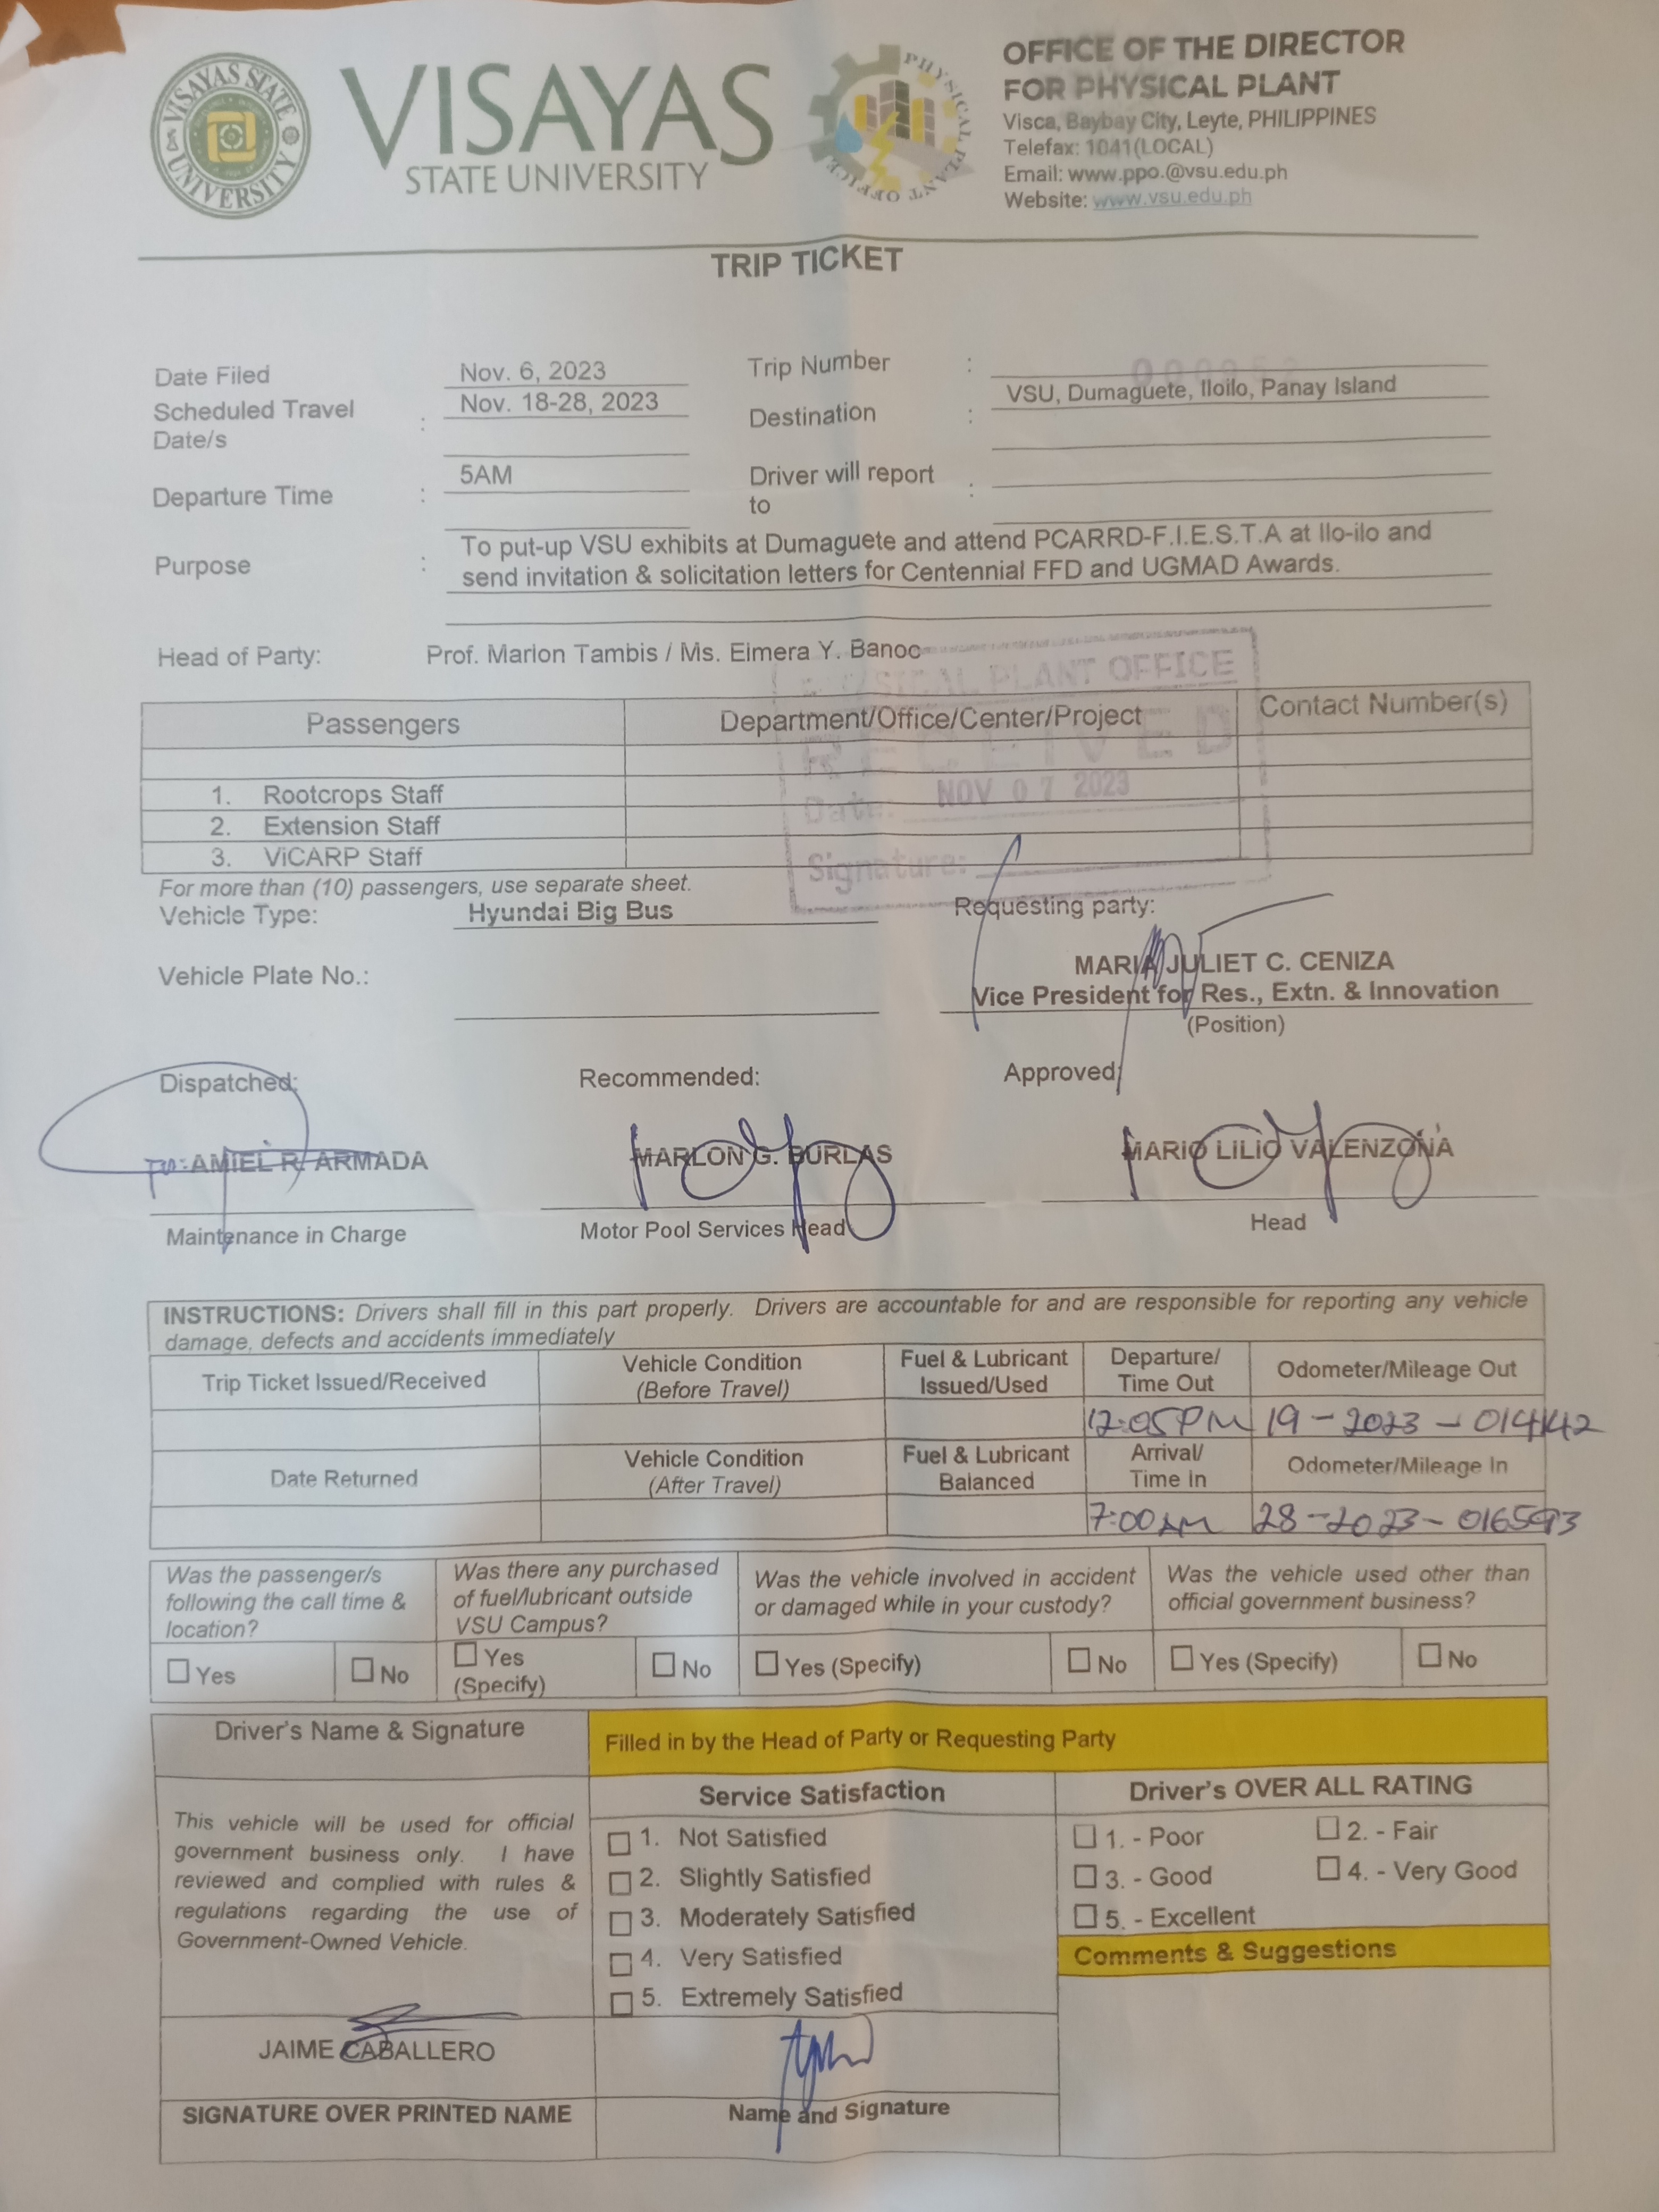 VISAYAS STATE UNIVERSITY
VISAYAS
STATE UNIVERSITY
PHYSICAL PLANT OFFICE
OFFICE OF THE DIRECTOR
FOR PHYSICAL PLANT
Visca, Baybay City, Leyte, PHILIPPINES
Telefax: 1041(LOCAL)
Email: www.ppo.@vsu.edu.ph
Website: www.vsu.edu.ph
TRIP TICKET
Date Filed Nov. 6, 2023 Trip Number :
Scheduled Travel Date/s : Nov. 18-28, 2023 Destination : VSU, Dumaguete, Iloilo, Panay Island
Departure Time : 5AM Driver will report to :
Purpose : To put-up VSU exhibits at Dumaguete and attend PCARRD-F.I.E.S.T.A at Ilo-ilo and
send invitation & solicitation letters for Centennial FFD and UGMAD Awards.
Head of Party: Prof. Marlon Tambis / Ms. Eimera Y. Banoc
PHYSICAL PLANT OFFICE
RECEIVED
Date: NOV 07 2023
Signature:
Passengers Department/Office/Center/Project Contact Number(s)
1. Rootcrops Staff
2. Extension Staff
3. ViCARP Staff
For more than (10) passengers, use separate sheet.
Vehicle Type: Hyundai Big Bus Requesting party:
Vehicle Plate No.: MARIA JULIET C. CENIZA
Vice President for Res., Extn. & Innovation
(Position)
Dispatched: Recommended: Approved:
AMIEL R. ARMADA MARLON G. BURLAS MARIO LILIO VALENZONA
Maintenance in Charge Motor Pool Services Head Head
INSTRUCTIONS: Drivers shall fill in this part properly. Drivers are accountable for and are responsible for reporting any vehicle
damage, defects and accidents immediately
Trip Ticket Issued/Received Vehicle Condition (Before Travel) Fuel & Lubricant Issued/Used Departure/ Time Out Odometer/Mileage Out
12:05PM 19-2023-014142
Date Returned Vehicle Condition (After Travel) Fuel & Lubricant Balanced Arrival/ Time In Odometer/Mileage In
7:00AM 28-2023-
Was the passenger/s following the call time & location? Was there any purchased of fuel/lubricant outside VSU Campus? Was the vehicle involved in accident or damaged while in your custody? Was the vehicle used other than official government business?
Yes No Yes (Specify) No Yes (Specify) No Yes (Specify) No
Driver's Name & Signature Filled in by the Head of Party or Requesting Party
This vehicle will be used for official
government business only. I have
reviewed and complied with rules &
regulations regarding the use of
Government-Owned Vehicle.
Service Satisfaction
1. Not Satisfied
2. Slightly Satisfied
3. Moderately Satisfied
4. Very Satisfied
5. Extremely Satisfied
Driver's OVER ALL RATING
1. - Poor 2. - Fair
3. - Good 4. - Very Good
5. - Excellent
Comments & Suggestions
JAIME CABALLERO
SIGNATURE OVER PRINTED NAME Name and Signature